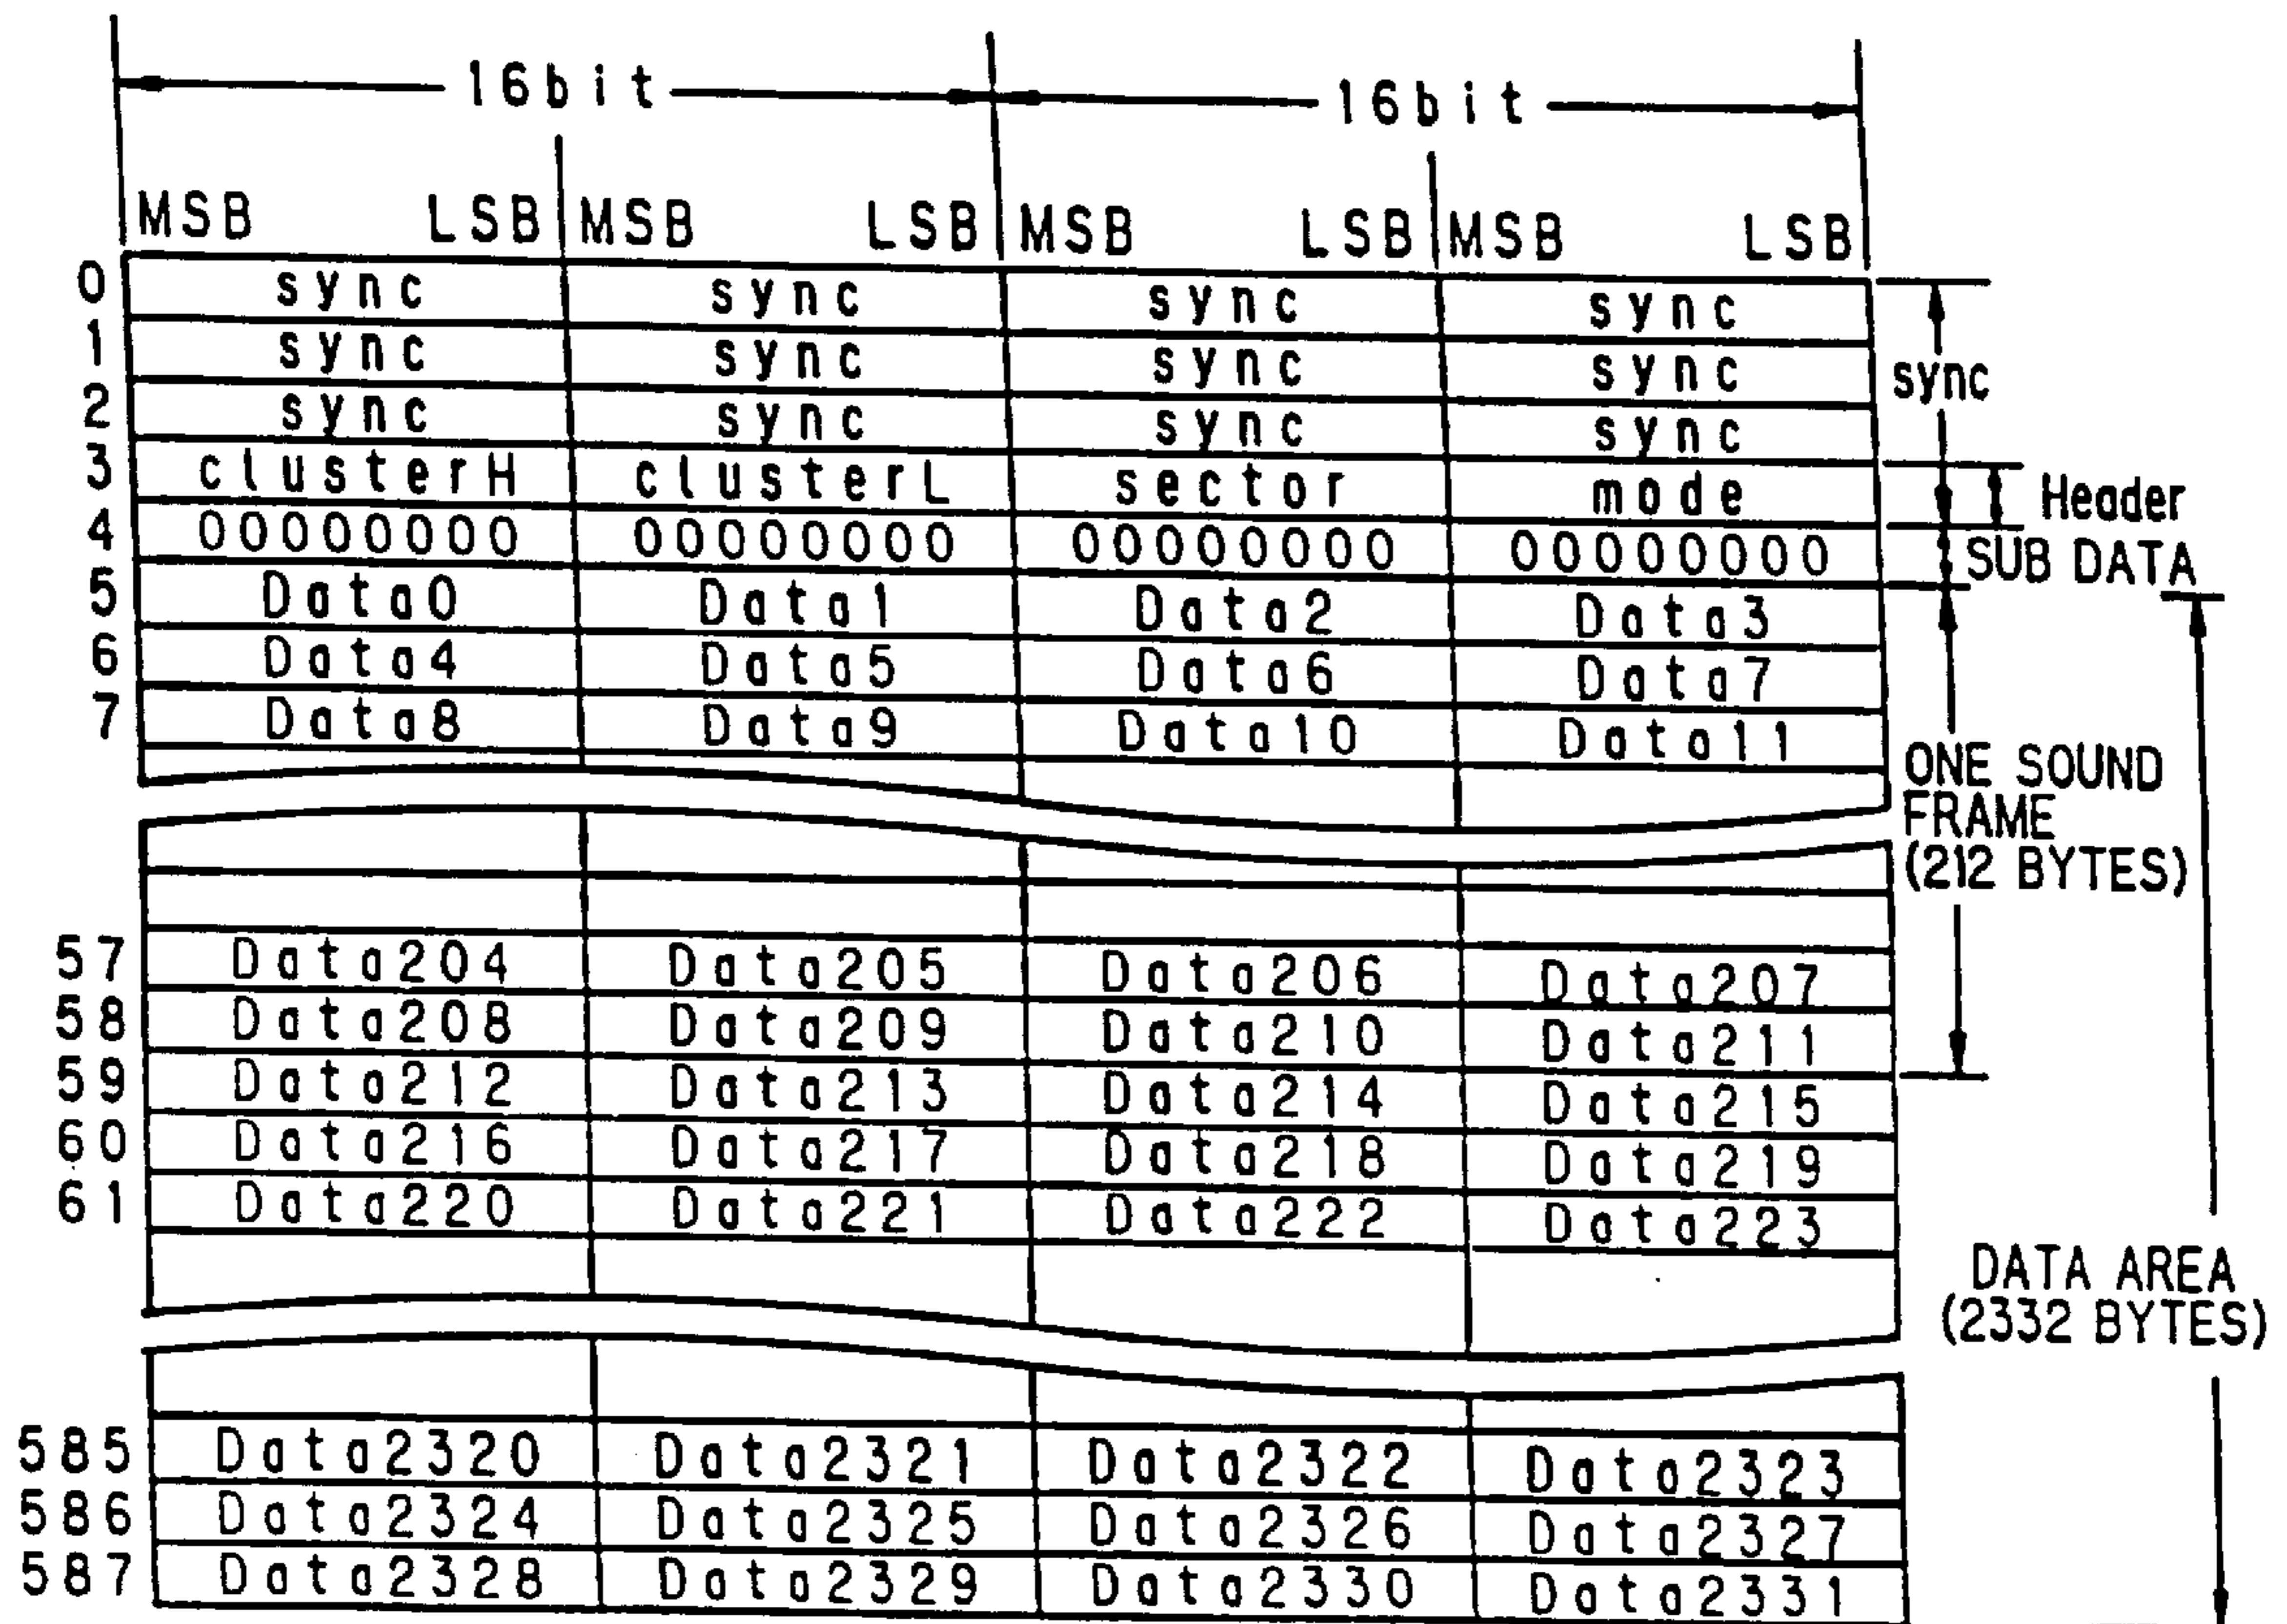 16bit 16bit
MSB LSB MSB LSB MSB LSB MSB LSB
0 sync sync sync sync
1 sync sync sync sync
sync
2 sync sync sync sync
3 clusterH clusterL sector mode
Header
4 00000000 00000000 00000000 00000000
SUB DATA
5 Data0 Data1 Data2 Data3
6 Data4 Data5 Data6 Data7
7 Data8 Data9 Data10 Data11
ONE SOUND
FRAME
(212 BYTES)
57 Data204 Data205 Data206 Data207
58 Data208 Data209 Data210 Data211
59 Data212 Data213 Data214 Data215
60 Data216 Data217 Data218 Data219
61 Data220 Data221 Data222 Data223
DATA AREA
(2332 BYTES)
585 Data2320 Data2321 Data2322 Data2323
586 Data2324 Data2325 Data2326 Data2327
587 Data2328 Data2329 Data2330 Data2331